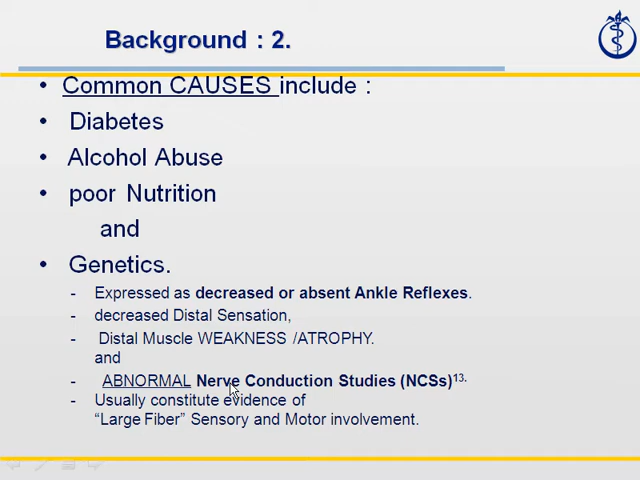 Background : 2.
• Common CAUSES include :
• Diabetes
• Alcohol Abuse
• poor Nutrition
and
• Genetics.
- Expressed as decreased or absent Ankle Reflexes.
- decreased Distal Sensation,
- Distal Muscle WEAKNESS /ATROPHY.
and
- ABNORMAL Nerve Conduction Studies (NCSs)13.
- Usually constitute evidence of
“Large Fiber” Sensory and Motor involvement.